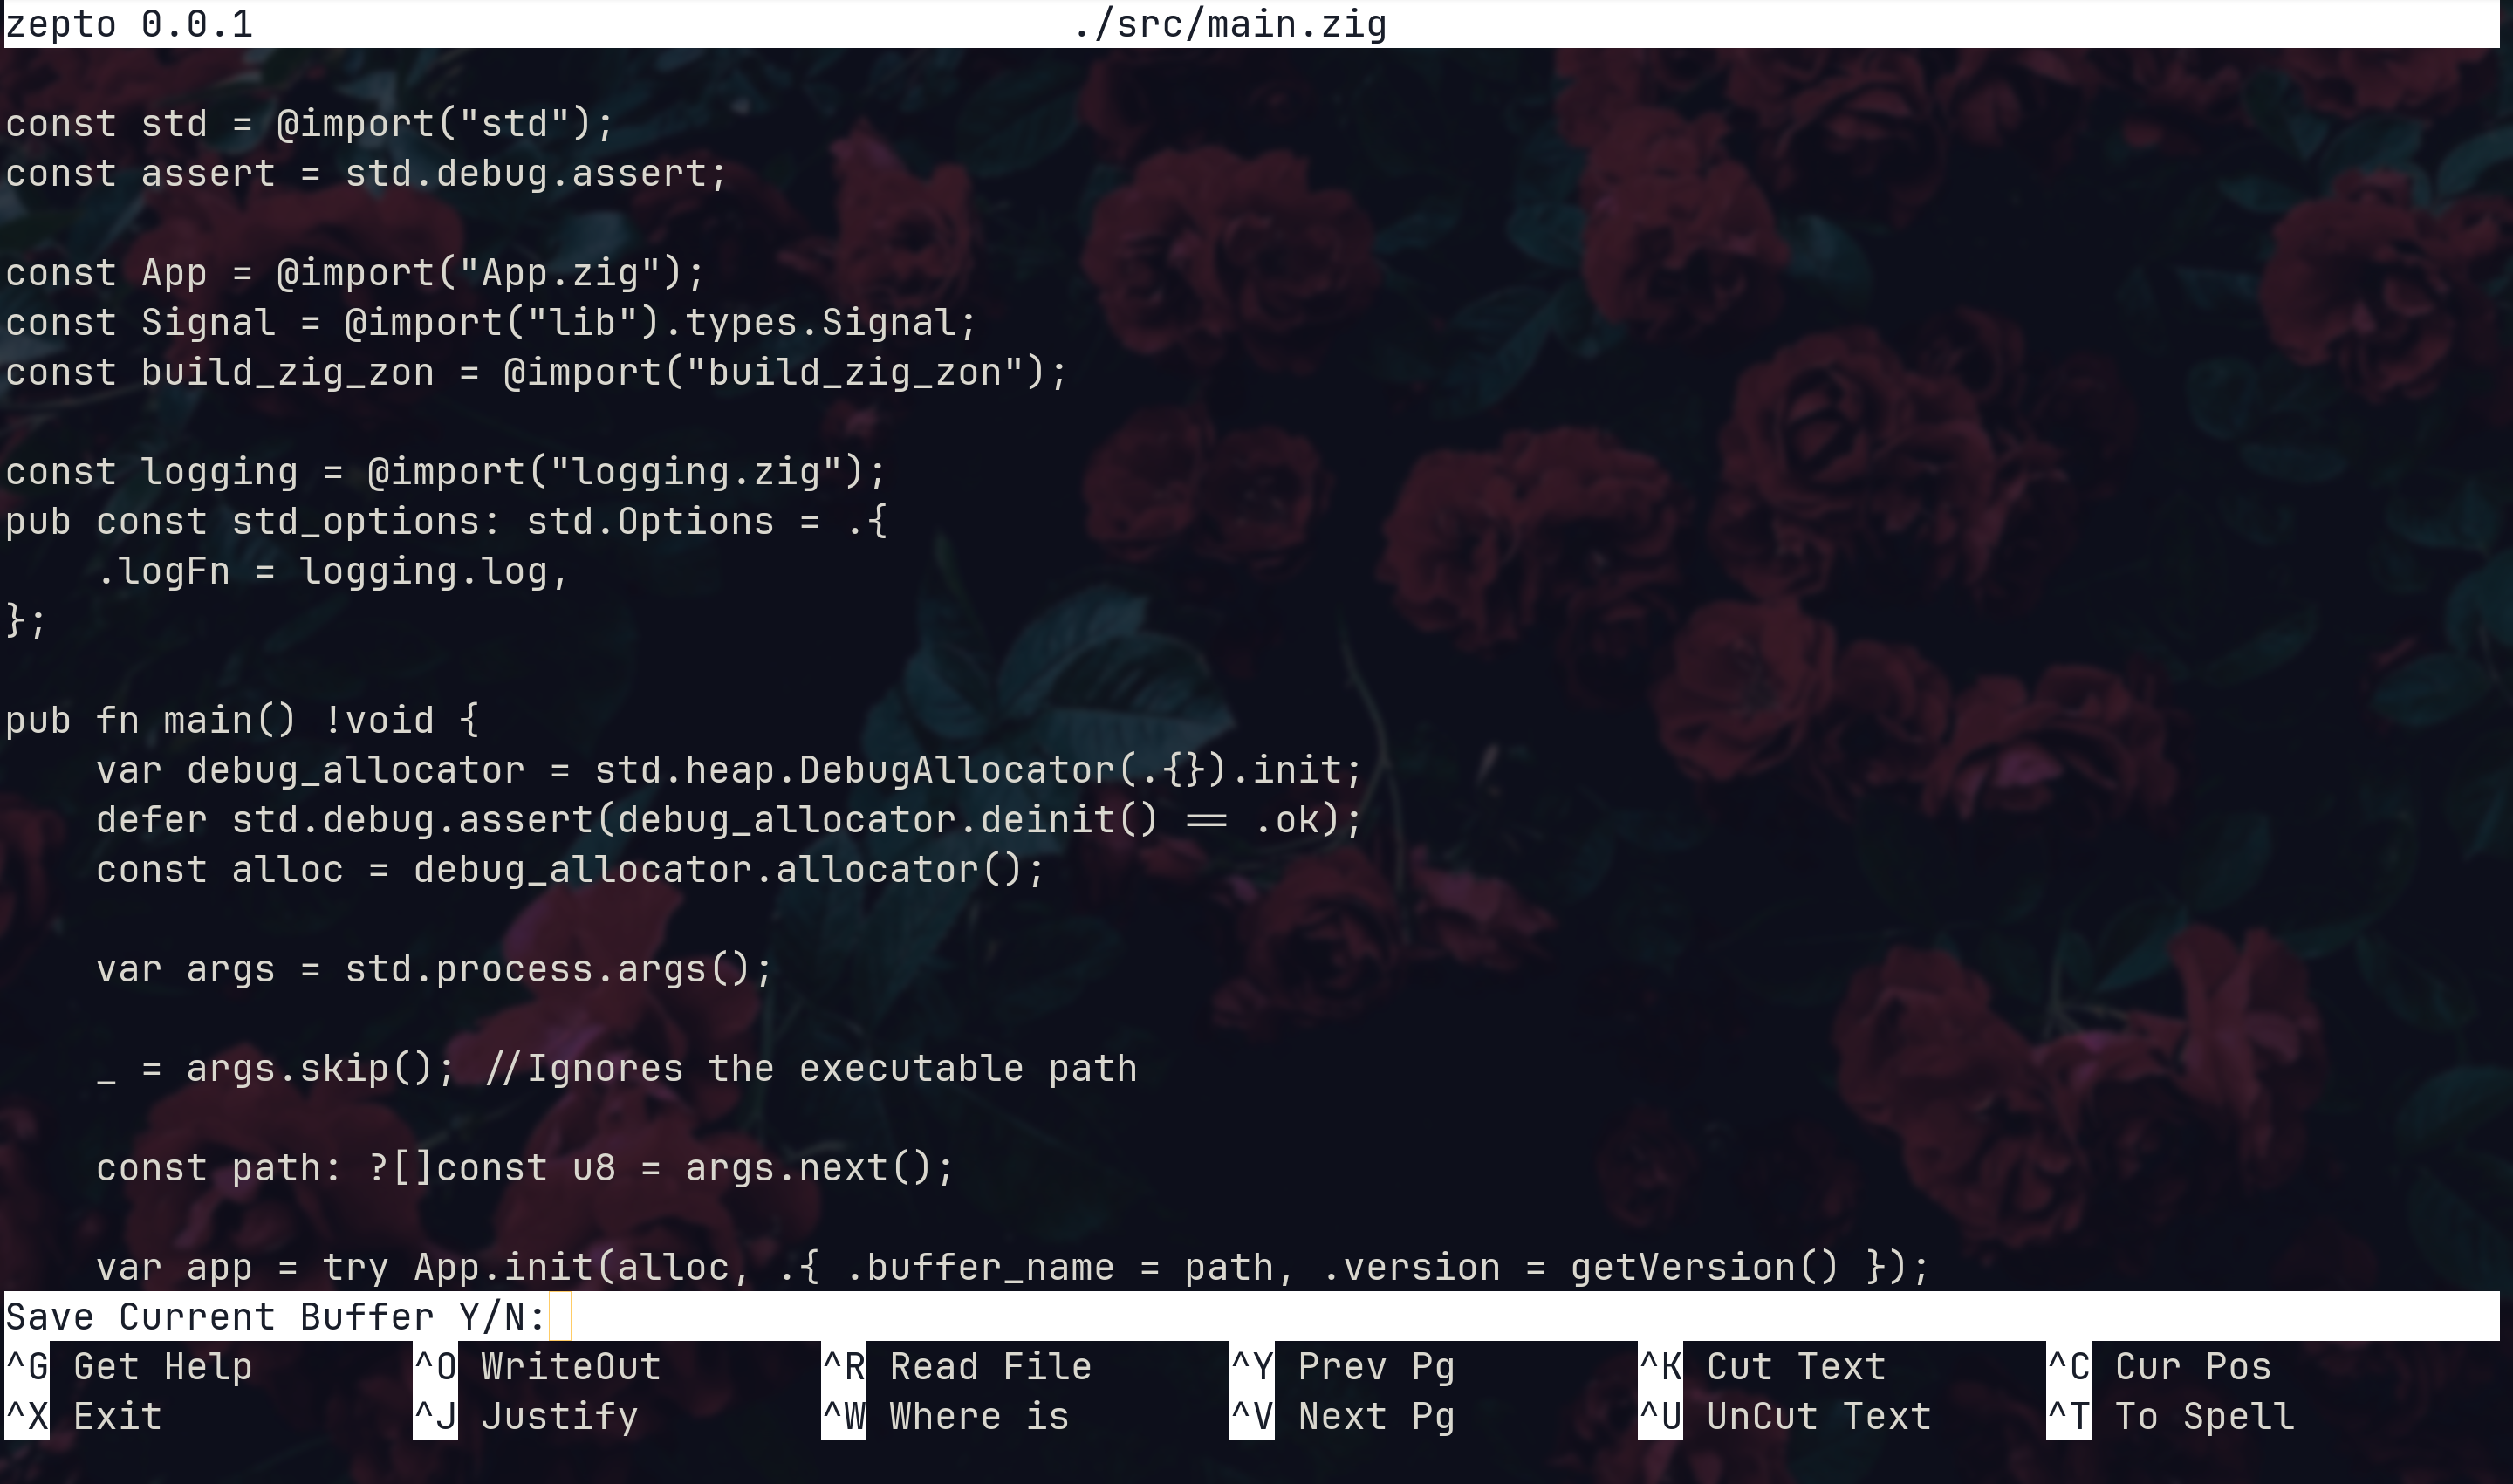 zepto 0.0.1 ./src/main.zig
const std = @import("std");
const assert = std.debug.assert;
const App = @import("App.zig");
const Signal = @import("lib").types.Signal;
const build_zig_zon = @import("build_zig_zon");
const logging = @import("logging.zig");
pub const std_options: std.Options = .{
    .logFn = logging.log,
};
pub fn main() !void {
    var debug_allocator = std.heap.DebugAllocator(.{}).init;
    defer std.debug.assert(debug_allocator.deinit() == .ok);
    const alloc = debug_allocator.allocator();
    var args = std.process.args();
    _ = args.skip(); //Ignores the executable path
    const path: ?[]const u8 = args.next();
    var app = try App.init(alloc, .{ .buffer_name = path, .version = getVersion() });
Save Current Buffer Y/N:
^G Get Help ^O WriteOut ^R Read File ^Y Prev Pg ^K Cut Text ^C Cur Pos
^X Exit ^J Justify ^W Where is ^V Next Pg ^U UnCut Text ^T To Spell